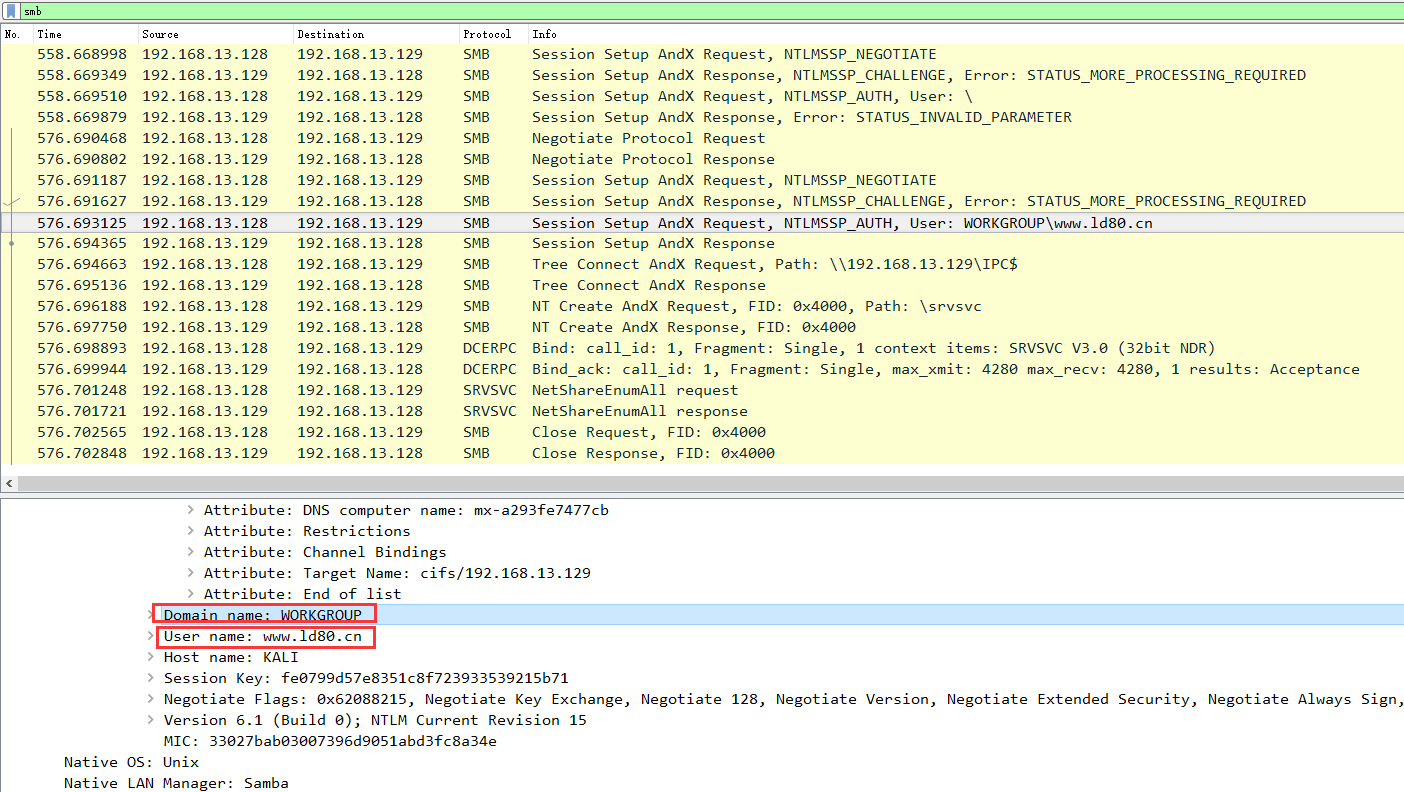 smb
No. Time Source Destination Protocol Info
558.668998 192.168.13.128 192.168.13.129 SMB Session Setup AndX Request, NTLMSSP_NEGOTIATE
558.669349 192.168.13.129 192.168.13.128 SMB Session Setup AndX Response, NTLMSSP_CHALLENGE, Error: STATUS_MORE_PROCESSING_REQUIRED
558.669510 192.168.13.128 192.168.13.129 SMB Session Setup AndX Request, NTLMSSP_AUTH, User: \
558.669879 192.168.13.129 192.168.13.128 SMB Session Setup AndX Response, Error: STATUS_INVALID_PARAMETER
576.690468 192.168.13.128 192.168.13.129 SMB Negotiate Protocol Request
576.690802 192.168.13.129 192.168.13.128 SMB Negotiate Protocol Response
576.691187 192.168.13.128 192.168.13.129 SMB Session Setup AndX Request, NTLMSSP_NEGOTIATE
576.691627 192.168.13.129 192.168.13.128 SMB Session Setup AndX Response, NTLMSSP_CHALLENGE, Error: STATUS_MORE_PROCESSING_REQUIRED
576.693125 192.168.13.128 192.168.13.129 SMB Session Setup AndX Request, NTLMSSP_AUTH, User: WORKGROUP\www.ld80.cn
576.694365 192.168.13.129 192.168.13.128 SMB Session Setup AndX Response
576.694663 192.168.13.128 192.168.13.129 SMB Tree Connect AndX Request, Path: \\192.168.13.129\IPC$
576.695136 192.168.13.129 192.168.13.128 SMB Tree Connect AndX Response
576.696188 192.168.13.128 192.168.13.129 SMB NT Create AndX Request, FID: 0x4000, Path: \srvsvc
576.697750 192.168.13.129 192.168.13.128 SMB NT Create AndX Response, FID: 0x4000
576.698893 192.168.13.128 192.168.13.129 DCERPC Bind: call_id: 1, Fragment: Single, 1 context items: SRVSVC V3.0 (32bit NDR)
576.699944 192.168.13.129 192.168.13.128 DCERPC Bind_ack: call_id: 1, Fragment: Single, max_xmit: 4280 max_recv: 4280, 1 results: Acceptance
576.701248 192.168.13.128 192.168.13.129 SRVSVC NetShareEnumAll request
576.701721 192.168.13.129 192.168.13.128 SRVSVC NetShareEnumAll response
576.702565 192.168.13.128 192.168.13.129 SMB Close Request, FID: 0x4000
576.702848 192.168.13.129 192.168.13.128 SMB Close Response, FID: 0x4000
Attribute: DNS computer name: mx-a293fe7477cb
Attribute: Restrictions
Attribute: Channel Bindings
Attribute: Target Name: cifs/192.168.13.129
Attribute: End of list
Domain name: WORKGROUP
User name: www.ld80.cn
Host name: KALI
Session Key: fe0799d57e8351c8f723933539215b71
Negotiate Flags: 0x62088215, Negotiate Key Exchange, Negotiate 128, Negotiate Version, Negotiate Extended Security, Negotiate Always Sign,
Version 6.1 (Build 0); NTLM Current Revision 15
MIC: 33027bab03007396d9051abd3fc8a34e
Native OS: Unix
Native LAN Manager: Samba